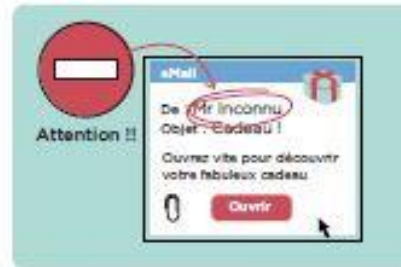 Attention !!
eMail
De : Mr Inconnu
Objet : Cadeau !
Ouvrez vite pour découvrir
votre fabuleux cadeau
Ouvrir